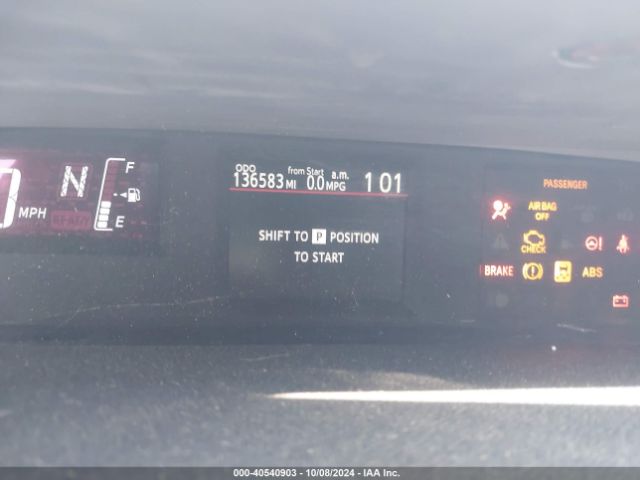 F
N
0 MPH
E
ODO from Start a.m.
136583 MI 0.0 MPG 1 01
SHIFT TO P POSITION
TO START
PASSENGER
AIR BAG
OFF
CHECK
BRAKE ABS
000-40540903 - 10/08/2024 - IAA Inc.